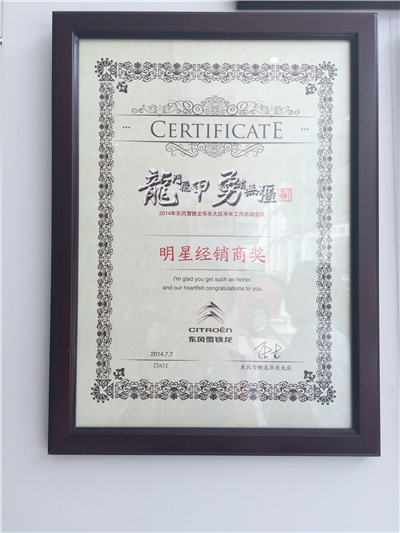 CERTIFICATE
龍門飛甲 勇銷無疆
2014年东风雪铁龙华东大区半年工作总结会议
明星经销商奖
I'm glad you get such an honor,
and our heartfelt congratulations to you.
CITROËN
东风雪铁龙
2014.7.7
DATE
东风雪铁龙华东大区